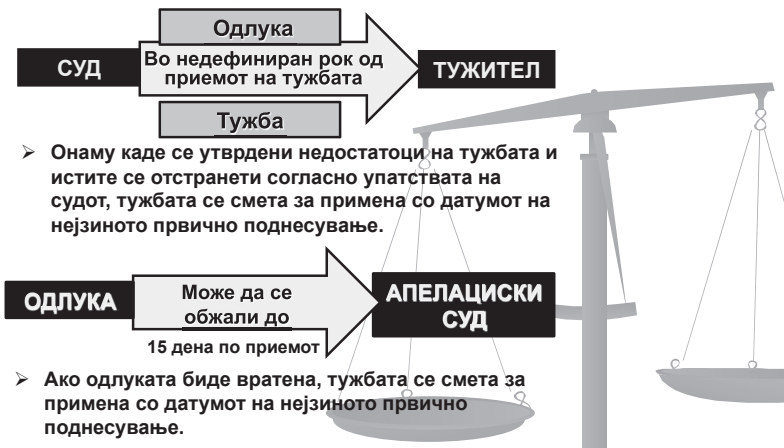 Одлука
СУД
Во недефиниран рок од
приемот на тужбата
ТУЖИТЕЛ
Тужба
➢ Онаму каде се утврдени недостатоци на тужбата и
истите се отстранети согласно упатствата на
судот, тужбата се смета за примена со датумот на
нејзиното првично поднесување.
ОДЛУКА
Може да се
обжали до
15 дена по приемот
АПЕЛАЦИСКИ
СУД
➢ Ако одлуката биде вратена, тужбата се смета за
примена со датумот на нејзиното првично
поднесување.